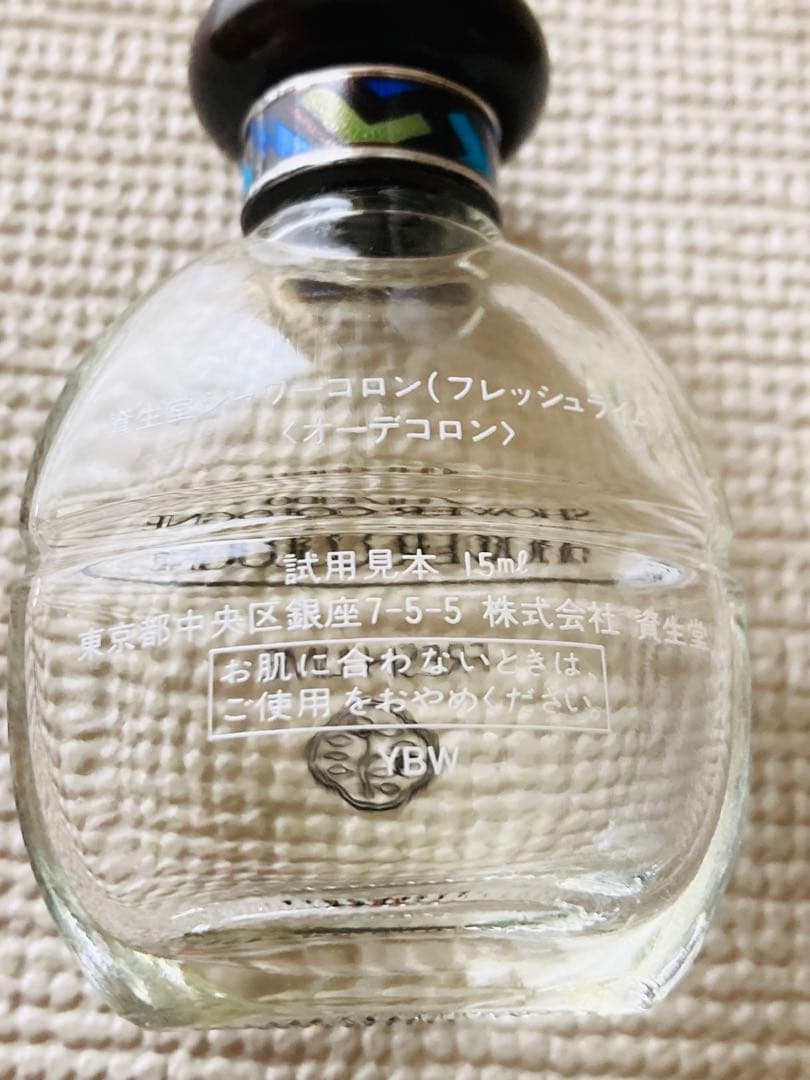 資生堂シャワーコロン(フレッシュライム
〈オーデコロン〉
SHOWER COLOGNE
試用見本 15ml
東京都中央区銀座7-5-5 株式会社 資生堂
お肌に合わないときは、
ご使用をおやめください。
YBW